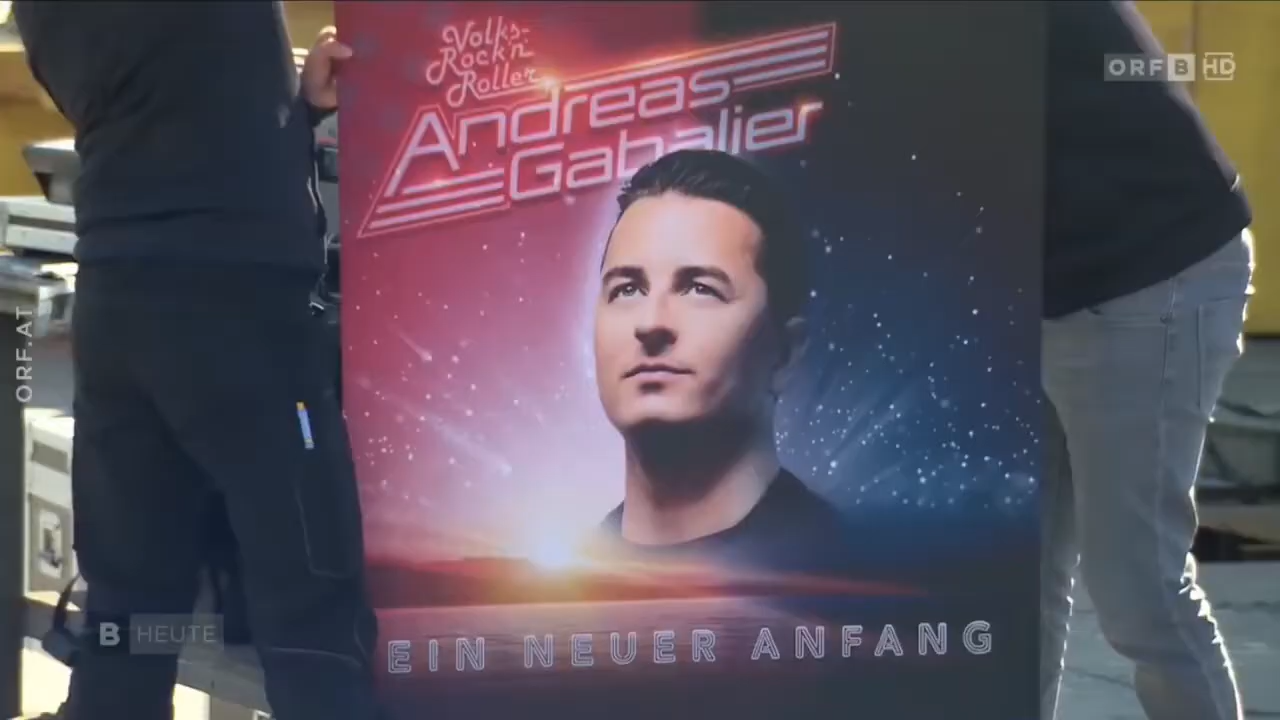 Volks-
Rock'n'
Roller
Andreas
Gabalier
EIN NEUER ANFANG
ORF B HD
ORF.AT
B HEUTE